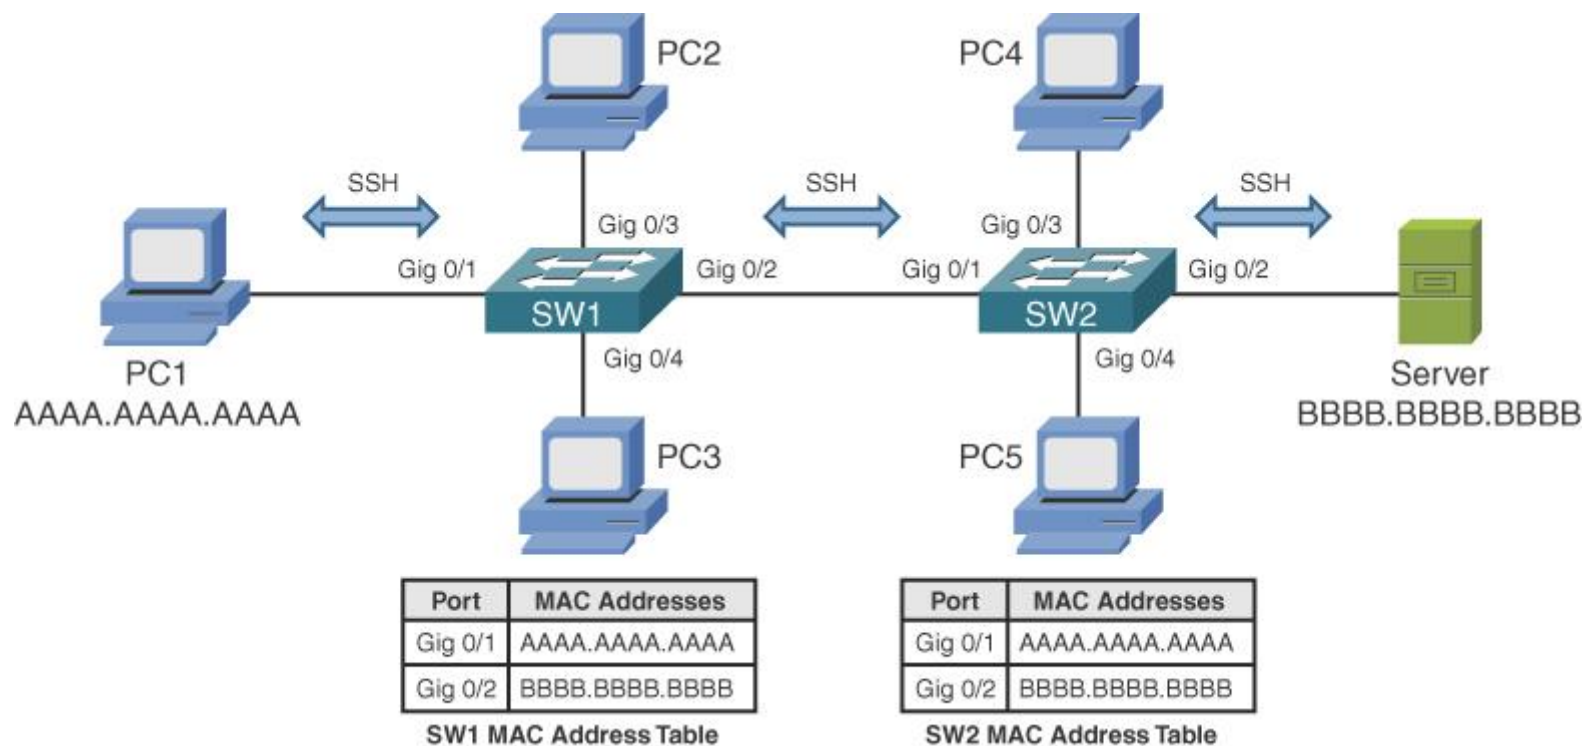 PC2
PC4
SSH
SSH
SSH
Gig 0/3
Gig 0/3
Gig 0/1
Gig 0/2
Gig 0/1
Gig 0/2
SW1
SW2
Gig 0/4
Gig 0/4
PC1
Server
AAAA.AAAA.AAAA
BBBB.BBBB.BBBB
PC3
PC5
Port MAC Addresses
Gig 0/1 AAAA.AAAA.AAAA
Gig 0/2 BBBB.BBBB.BBBB
SW1 MAC Address Table
Port MAC Addresses
Gig 0/1 AAAA.AAAA.AAAA
Gig 0/2 BBBB.BBBB.BBBB
SW2 MAC Address Table